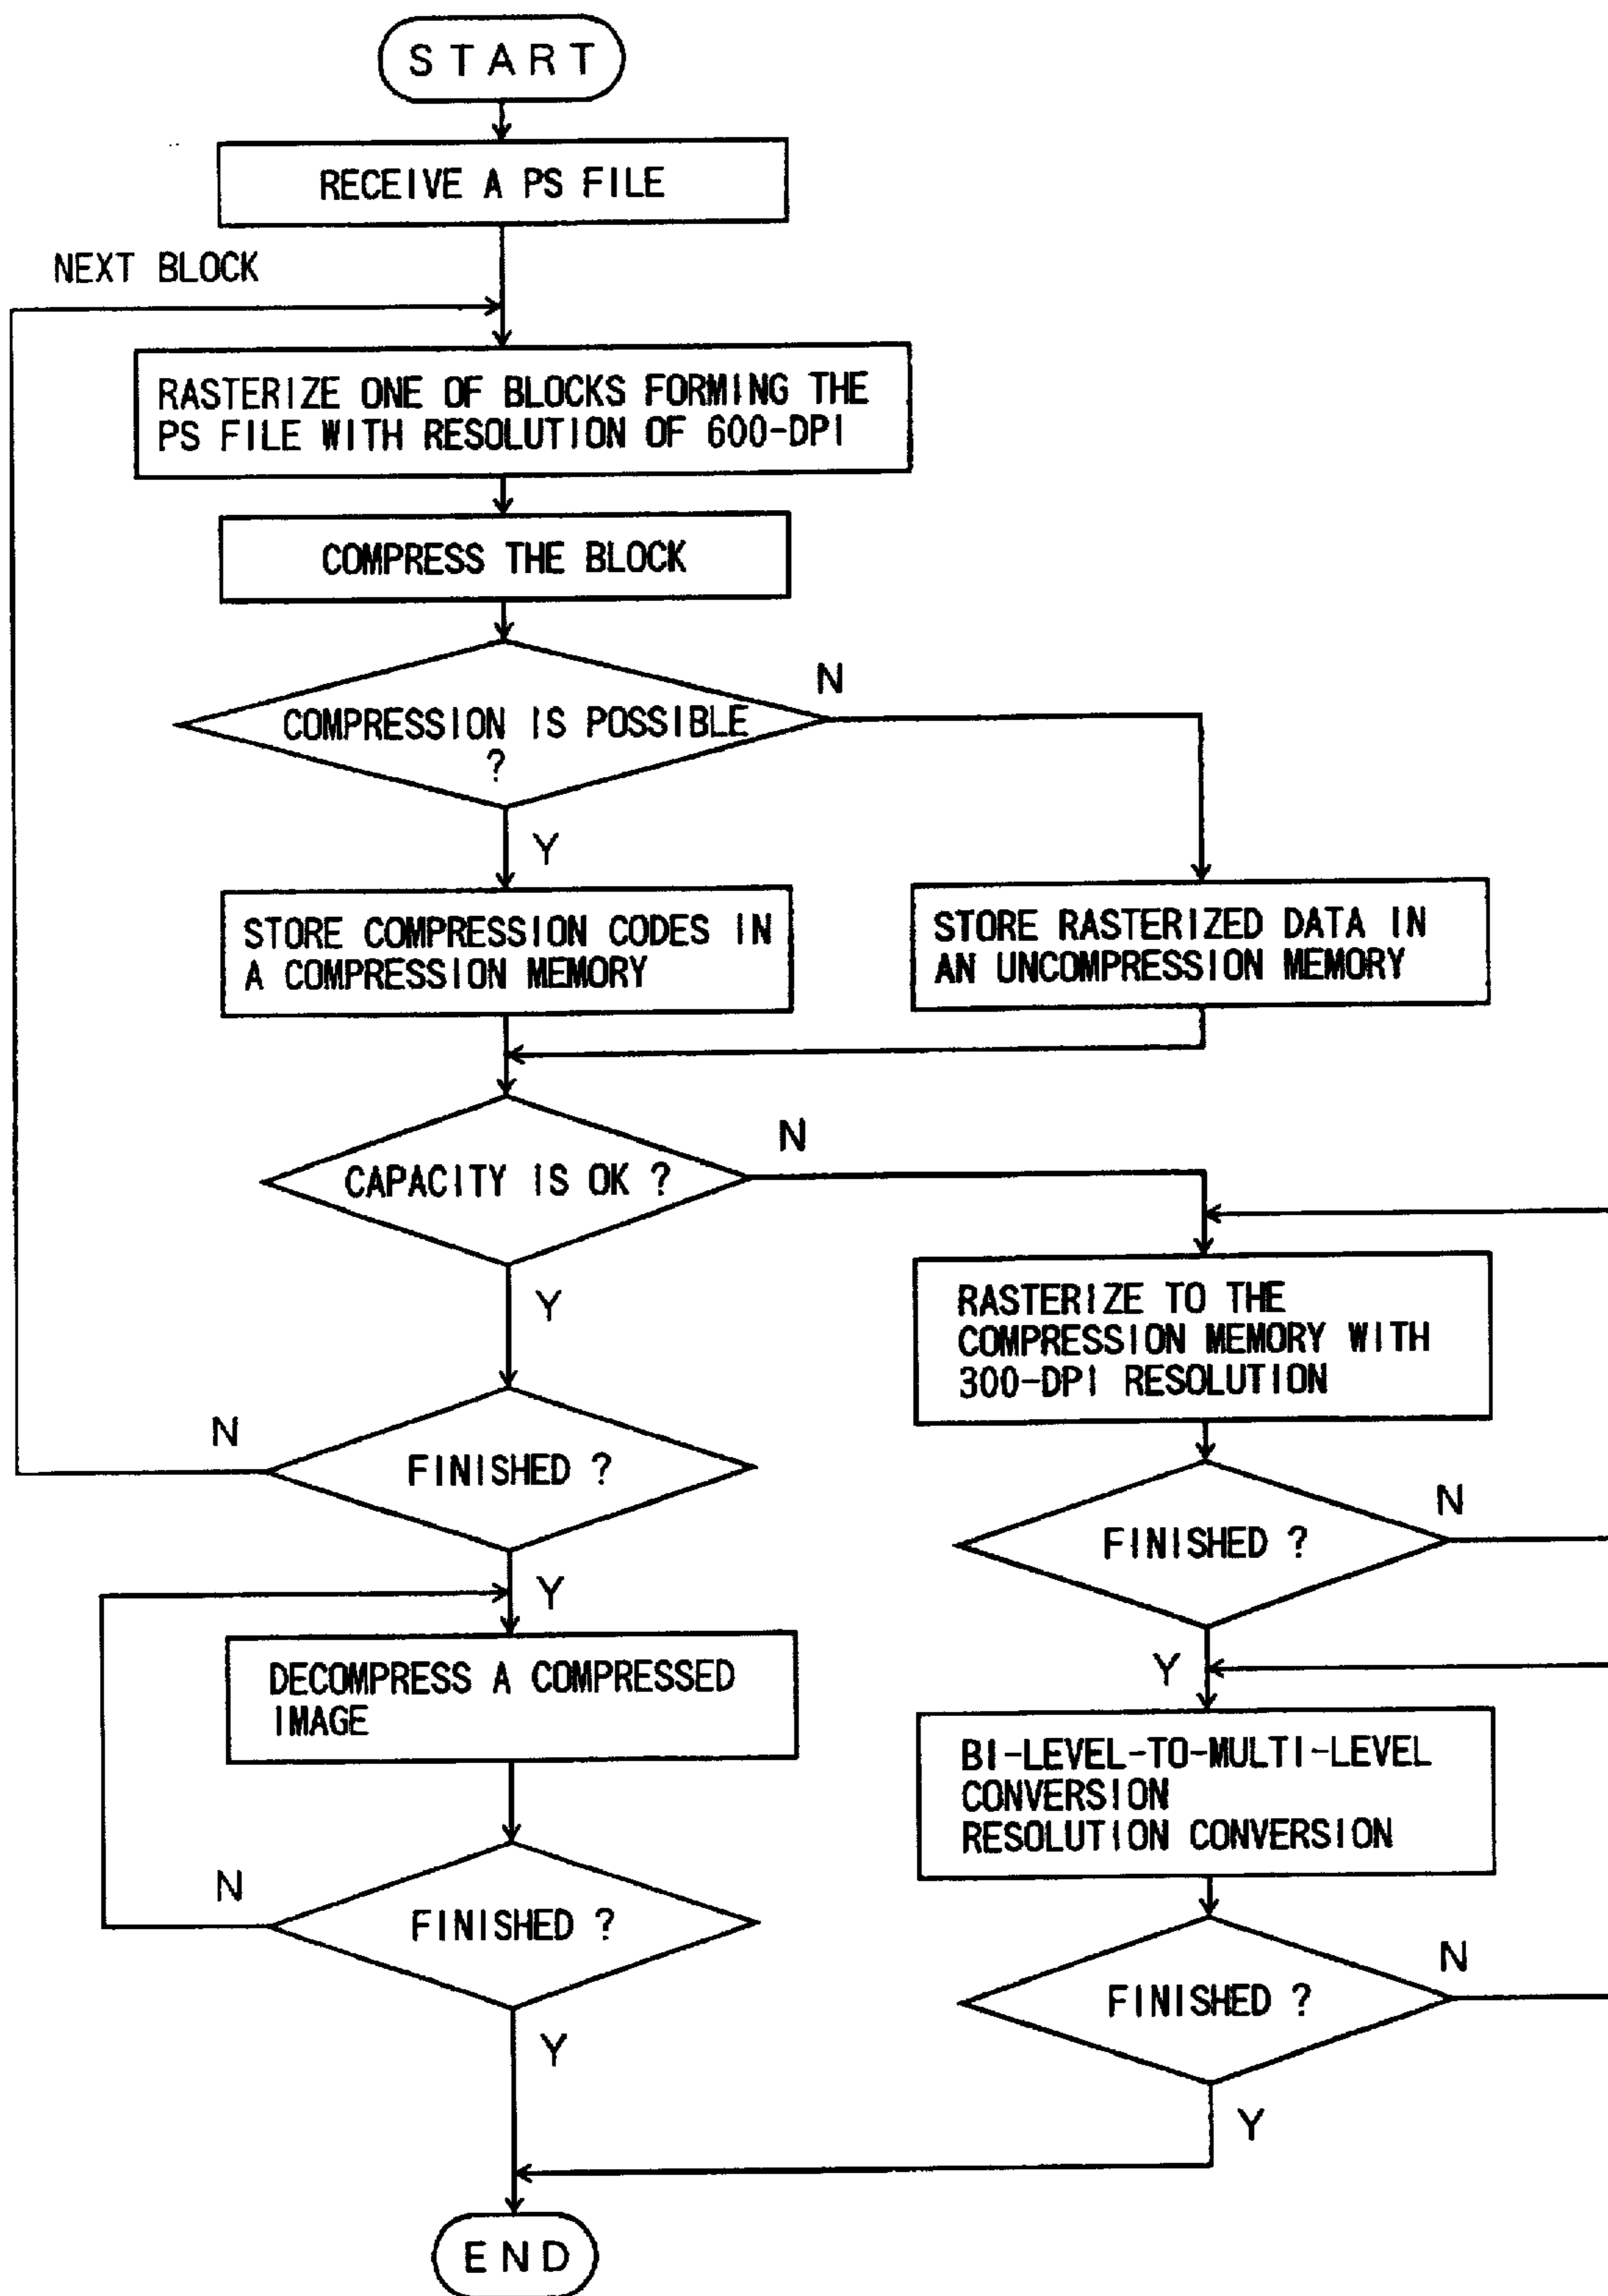 START
RECEIVE A PS FILE
NEXT BLOCK
RASTERIZE ONE OF BLOCKS FORMING THE
PS FILE WITH RESOLUTION OF 600-DPI
COMPRESS THE BLOCK
N
COMPRESSION IS POSSIBLE
?
Y
STORE COMPRESSION CODES IN
A COMPRESSION MEMORY
STORE RASTERIZED DATA IN
AN UNCOMPRESSION MEMORY
N
CAPACITY IS OK ?
Y
RASTERIZE TO THE
COMPRESSION MEMORY WITH
300-DPI RESOLUTION
N
FINISHED ?
N
FINISHED ?
Y
Y
DECOMPRESS A COMPRESSED
IMAGE
BI-LEVEL-TO-MULTI-LEVEL
CONVERSION
RESOLUTION CONVERSION
N
FINISHED ?
N
FINISHED ?
Y
Y
END